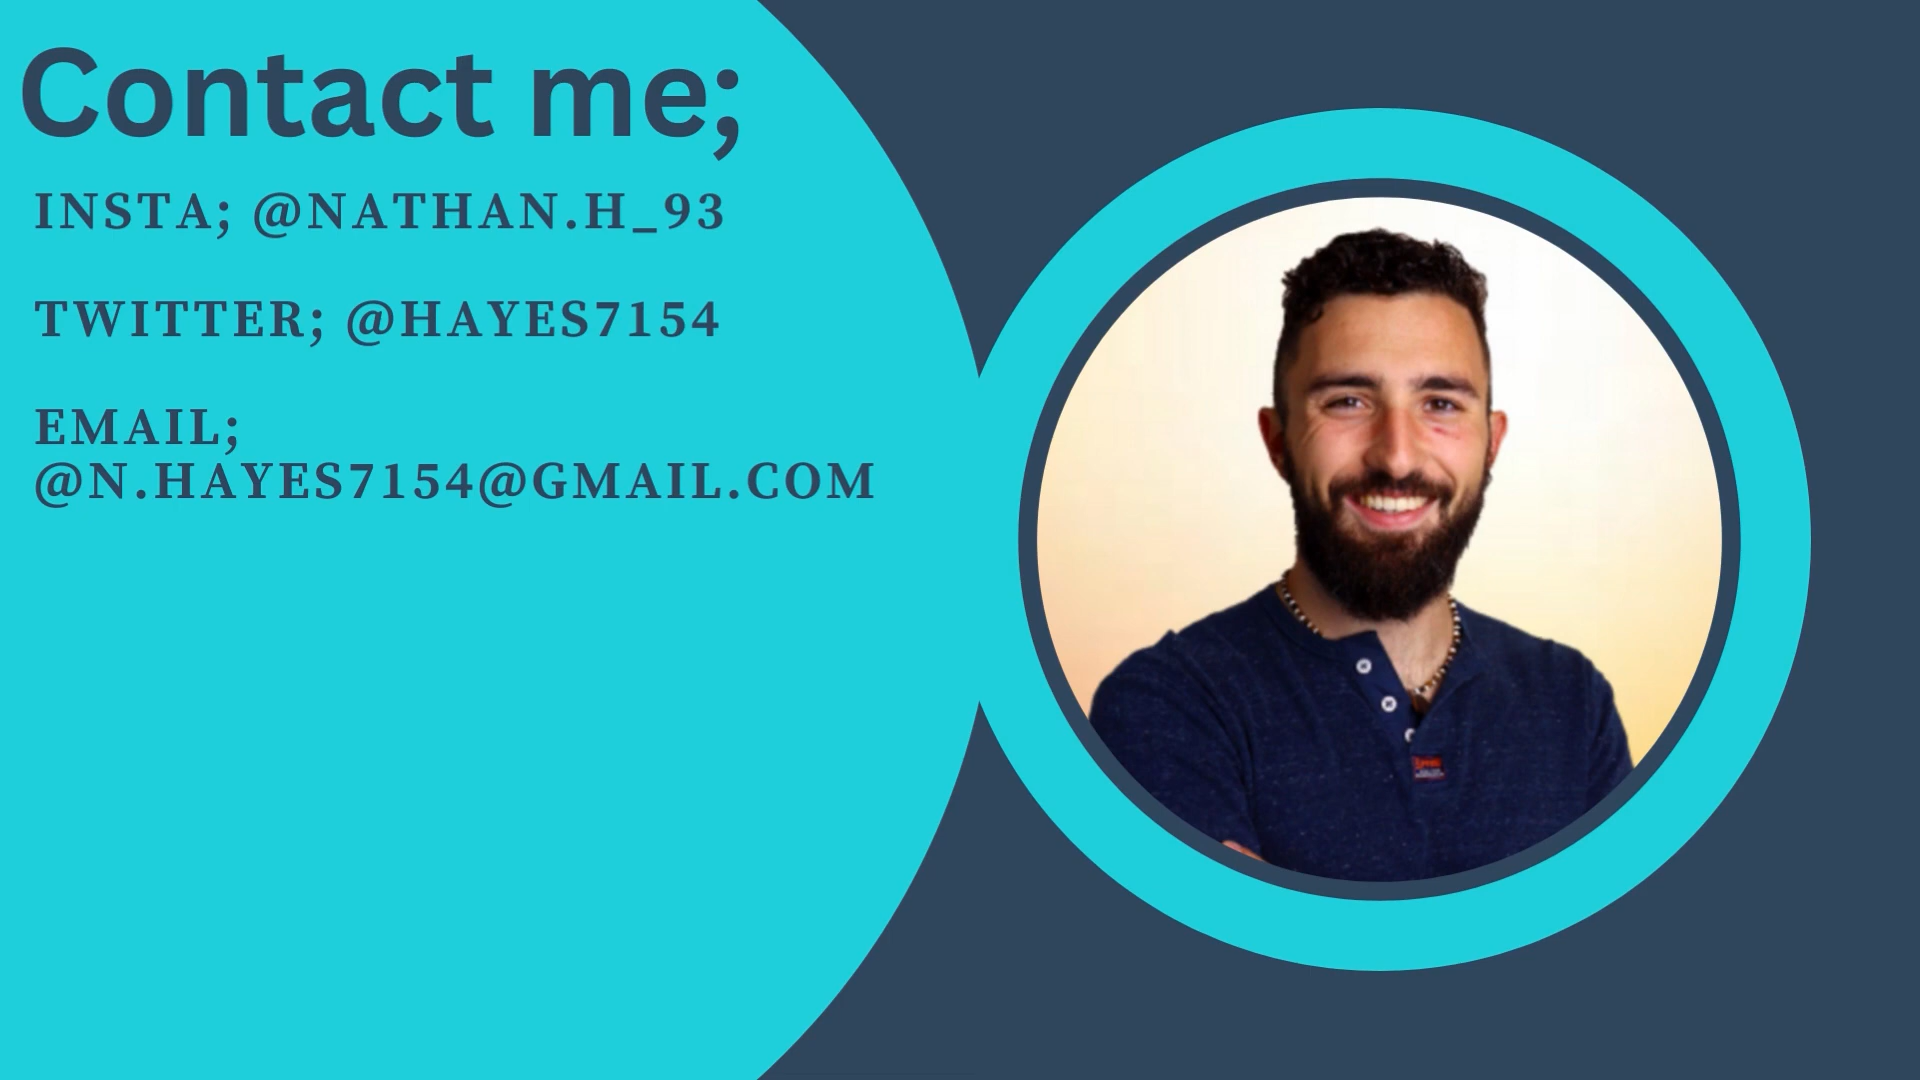 Contact me;
INSTA; @NATHAN.H_93
TWITTER; @HAYES7154
EMAIL;
@N.HAYES7154@GMAIL.COM